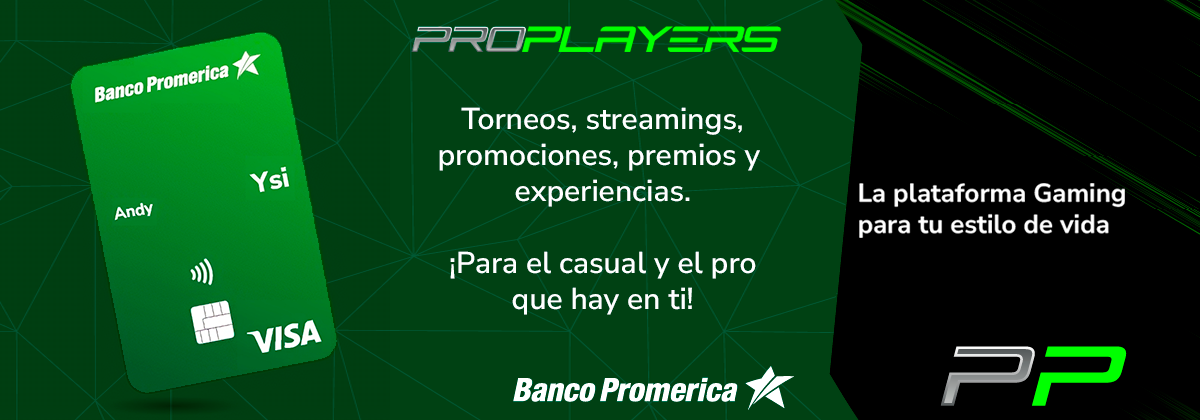 Banco Promerica
Ysi
Andy
VISA
PROPLAYERS
Torneos, streamings,
promociones, premios y
experiencias.
¡Para el casual y el pro
que hay en ti!
Banco Promerica
La plataforma Gaming
para tu estilo de vida
PP